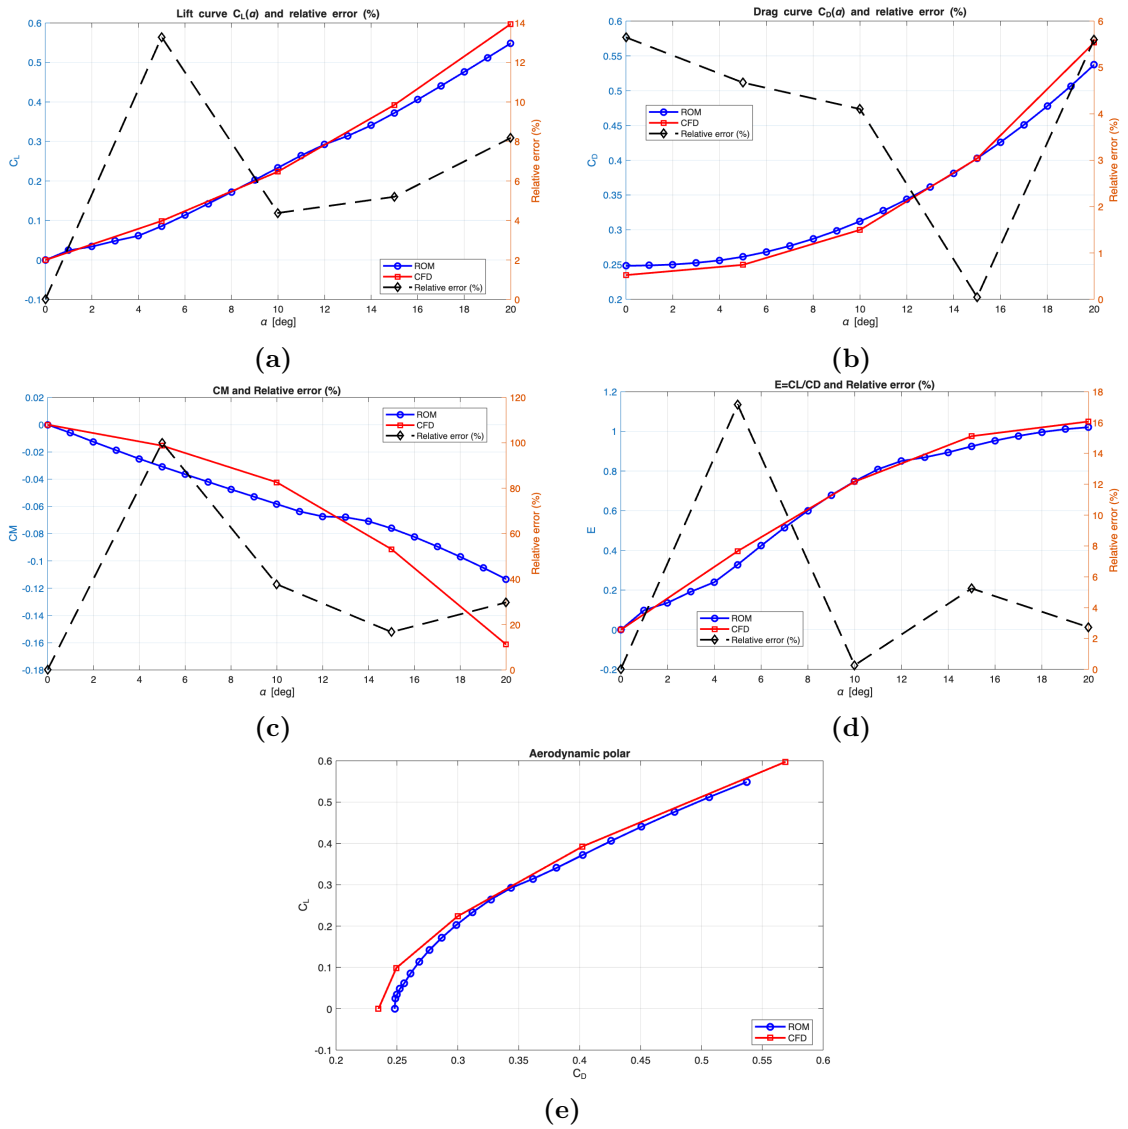 Lift curve C_L(α) and relative error (%)
C_L
0.6
0.5
0.4
0.3
0.2
0.1
0
-0.1
14
12
10
8
6
4
2
0
Relative error (%)
ROM
CFD
Relative error (%)
0 2 4 6 8 10 12 14 16 18 20
α [deg]
(a)
Drag curve C_D(α) and relative error (%)
C_D
0.6
0.55
0.5
0.45
0.4
0.35
0.3
0.25
0.2
6
5
4
3
2
1
0
Relative error (%)
ROM
CFD
Relative error (%)
0 2 4 6 8 10 12 14 16 18 20
α [deg]
(b)
CM and Relative error (%)
CM
0.02
0
-0.02
-0.04
-0.06
-0.08
-0.1
-0.12
-0.14
-0.16
-0.18
120
100
80
60
40
20
0
Relative error (%)
ROM
CFD
Relative error (%)
0 2 4 6 8 10 12 14 16 18 20
α [deg]
(c)
E=CL/CD and Relative error (%)
E
1.2
1
0.8
0.6
0.4
0.2
0
-0.2
18
16
14
12
10
8
6
4
2
0
Relative error (%)
ROM
CFD
Relative error (%)
0 2 4 6 8 10 12 14 16 18 20
α [deg]
(d)
Aerodynamic polar
C_L
0.6
0.5
0.4
0.3
0.2
0.1
0
-0.1
ROM
CFD
0.2 0.25 0.3 0.35 0.4 0.45 0.5 0.55 0.6
C_D
(e)